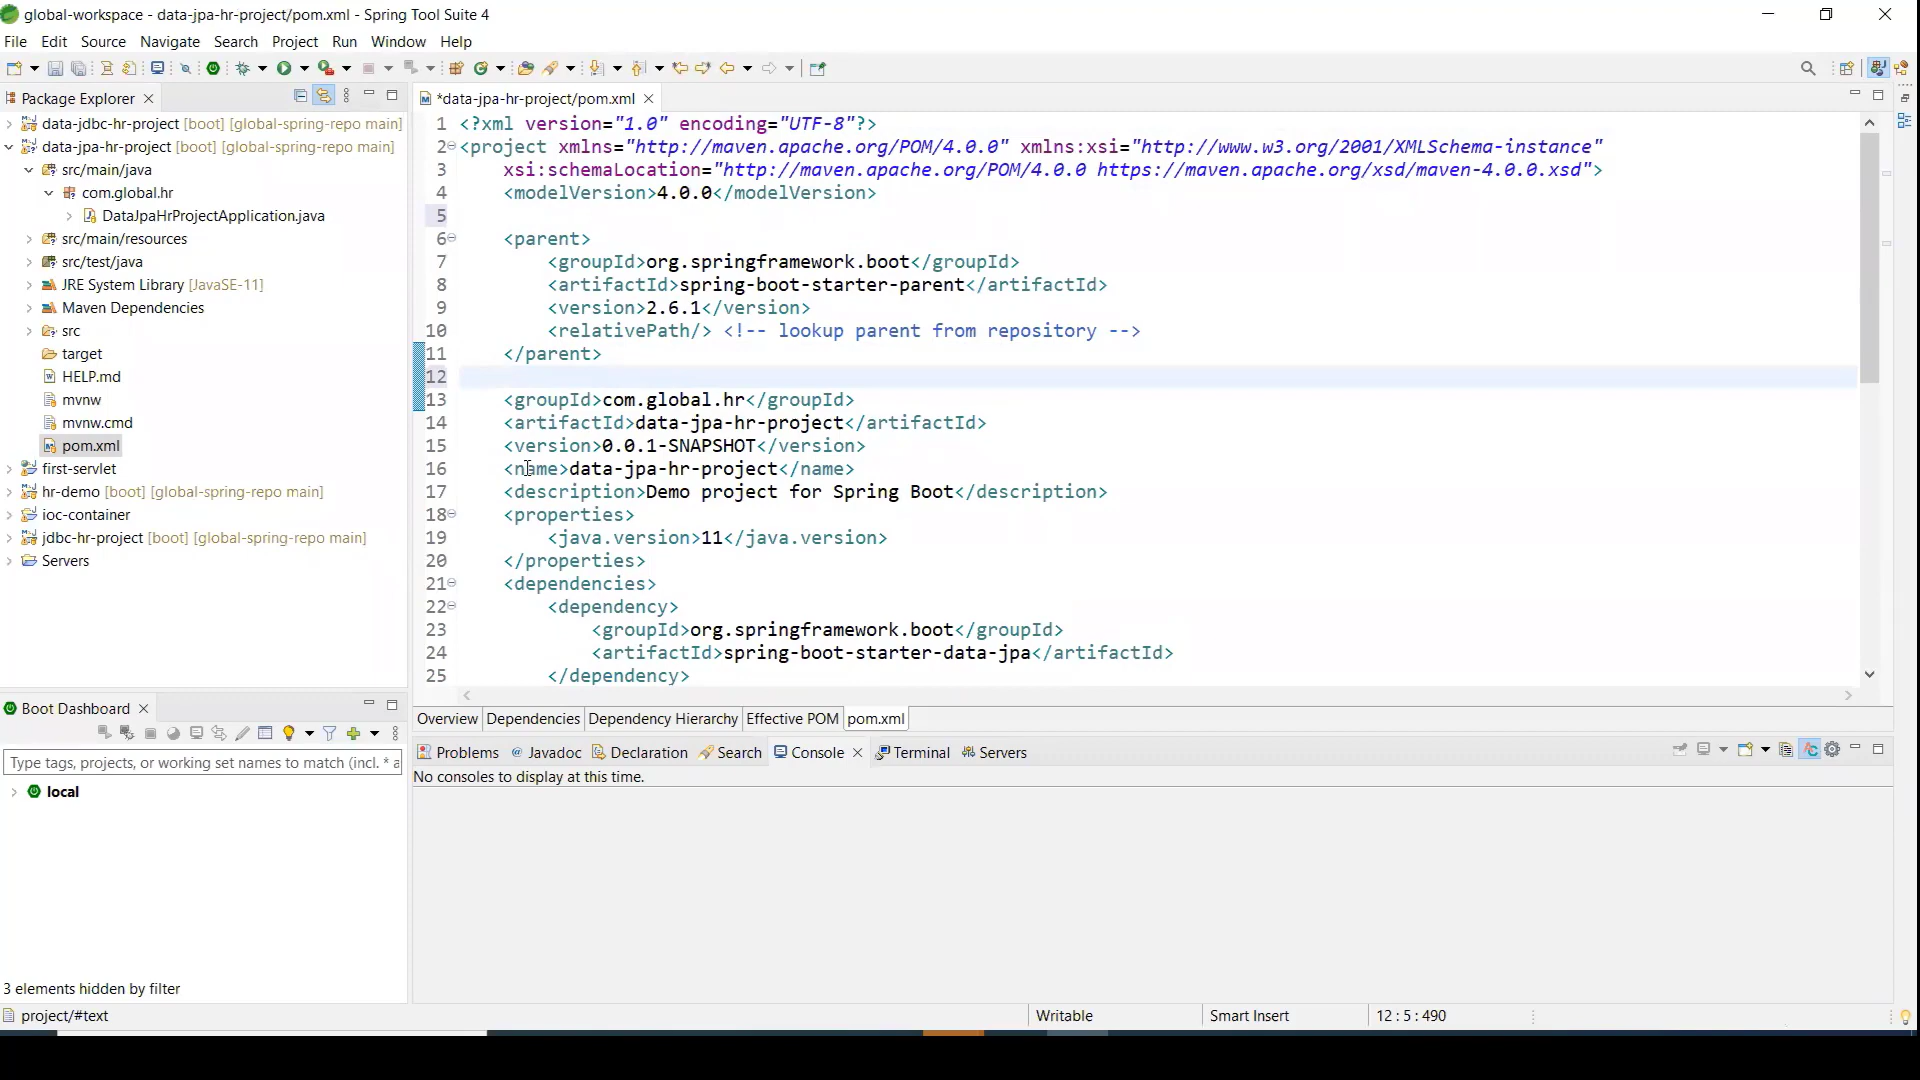 global-workspace - data-jpa-hr-project/pom.xml - Spring Tool Suite 4
File Edit Source Navigate Search Project Run Window Help
Package Explorer
data-jdbc-hr-project [boot] [global-spring-repo main]
data-jpa-hr-project [boot] [global-spring-repo main]
src/main/java
com.global.hr
DataJpaHrProjectApplication.java
src/main/resources
src/test/java
JRE System Library [JavaSE-11]
Maven Dependencies
src
target
HELP.md
mvnw
mvnw.cmd
pom.xml
first-servlet
hr-demo [boot] [global-spring-repo main]
ioc-container
jdbc-hr-project [boot] [global-spring-repo main]
Servers
*data-jpa-hr-project/pom.xml
1 <?xml version="1.0" encoding="UTF-8"?>
2 <project xmlns="http://maven.apache.org/POM/4.0.0" xmlns:xsi="http://www.w3.org/2001/XMLSchema-instance"
3 xsi:schemaLocation="http://maven.apache.org/POM/4.0.0 https://maven.apache.org/xsd/maven-4.0.0.xsd">
4 <modelVersion>4.0.0</modelVersion>
5
6 <parent>
7 <groupId>org.springframework.boot</groupId>
8 <artifactId>spring-boot-starter-parent</artifactId>
9 <version>2.6.1</version>
10 <relativePath/> <!-- lookup parent from repository -->
11 </parent>
12
13 <groupId>com.global.hr</groupId>
14 <artifactId>data-jpa-hr-project</artifactId>
15 <version>0.0.1-SNAPSHOT</version>
16 <name>data-jpa-hr-project</name>
17 <description>Demo project for Spring Boot</description>
18 <properties>
19 <java.version>11</java.version>
20 </properties>
21 <dependencies>
22 <dependency>
23 <groupId>org.springframework.boot</groupId>
24 <artifactId>spring-boot-starter-data-jpa</artifactId>
25 </dependency>
Overview Dependencies Dependency Hierarchy Effective POM pom.xml
Boot Dashboard
Type tags, projects, or working set names to match (incl. * a
local
3 elements hidden by filter
Problems Javadoc Declaration Search Console Terminal Servers
No consoles to display at this time.
project/#text Writable Smart Insert 12 : 5 : 490